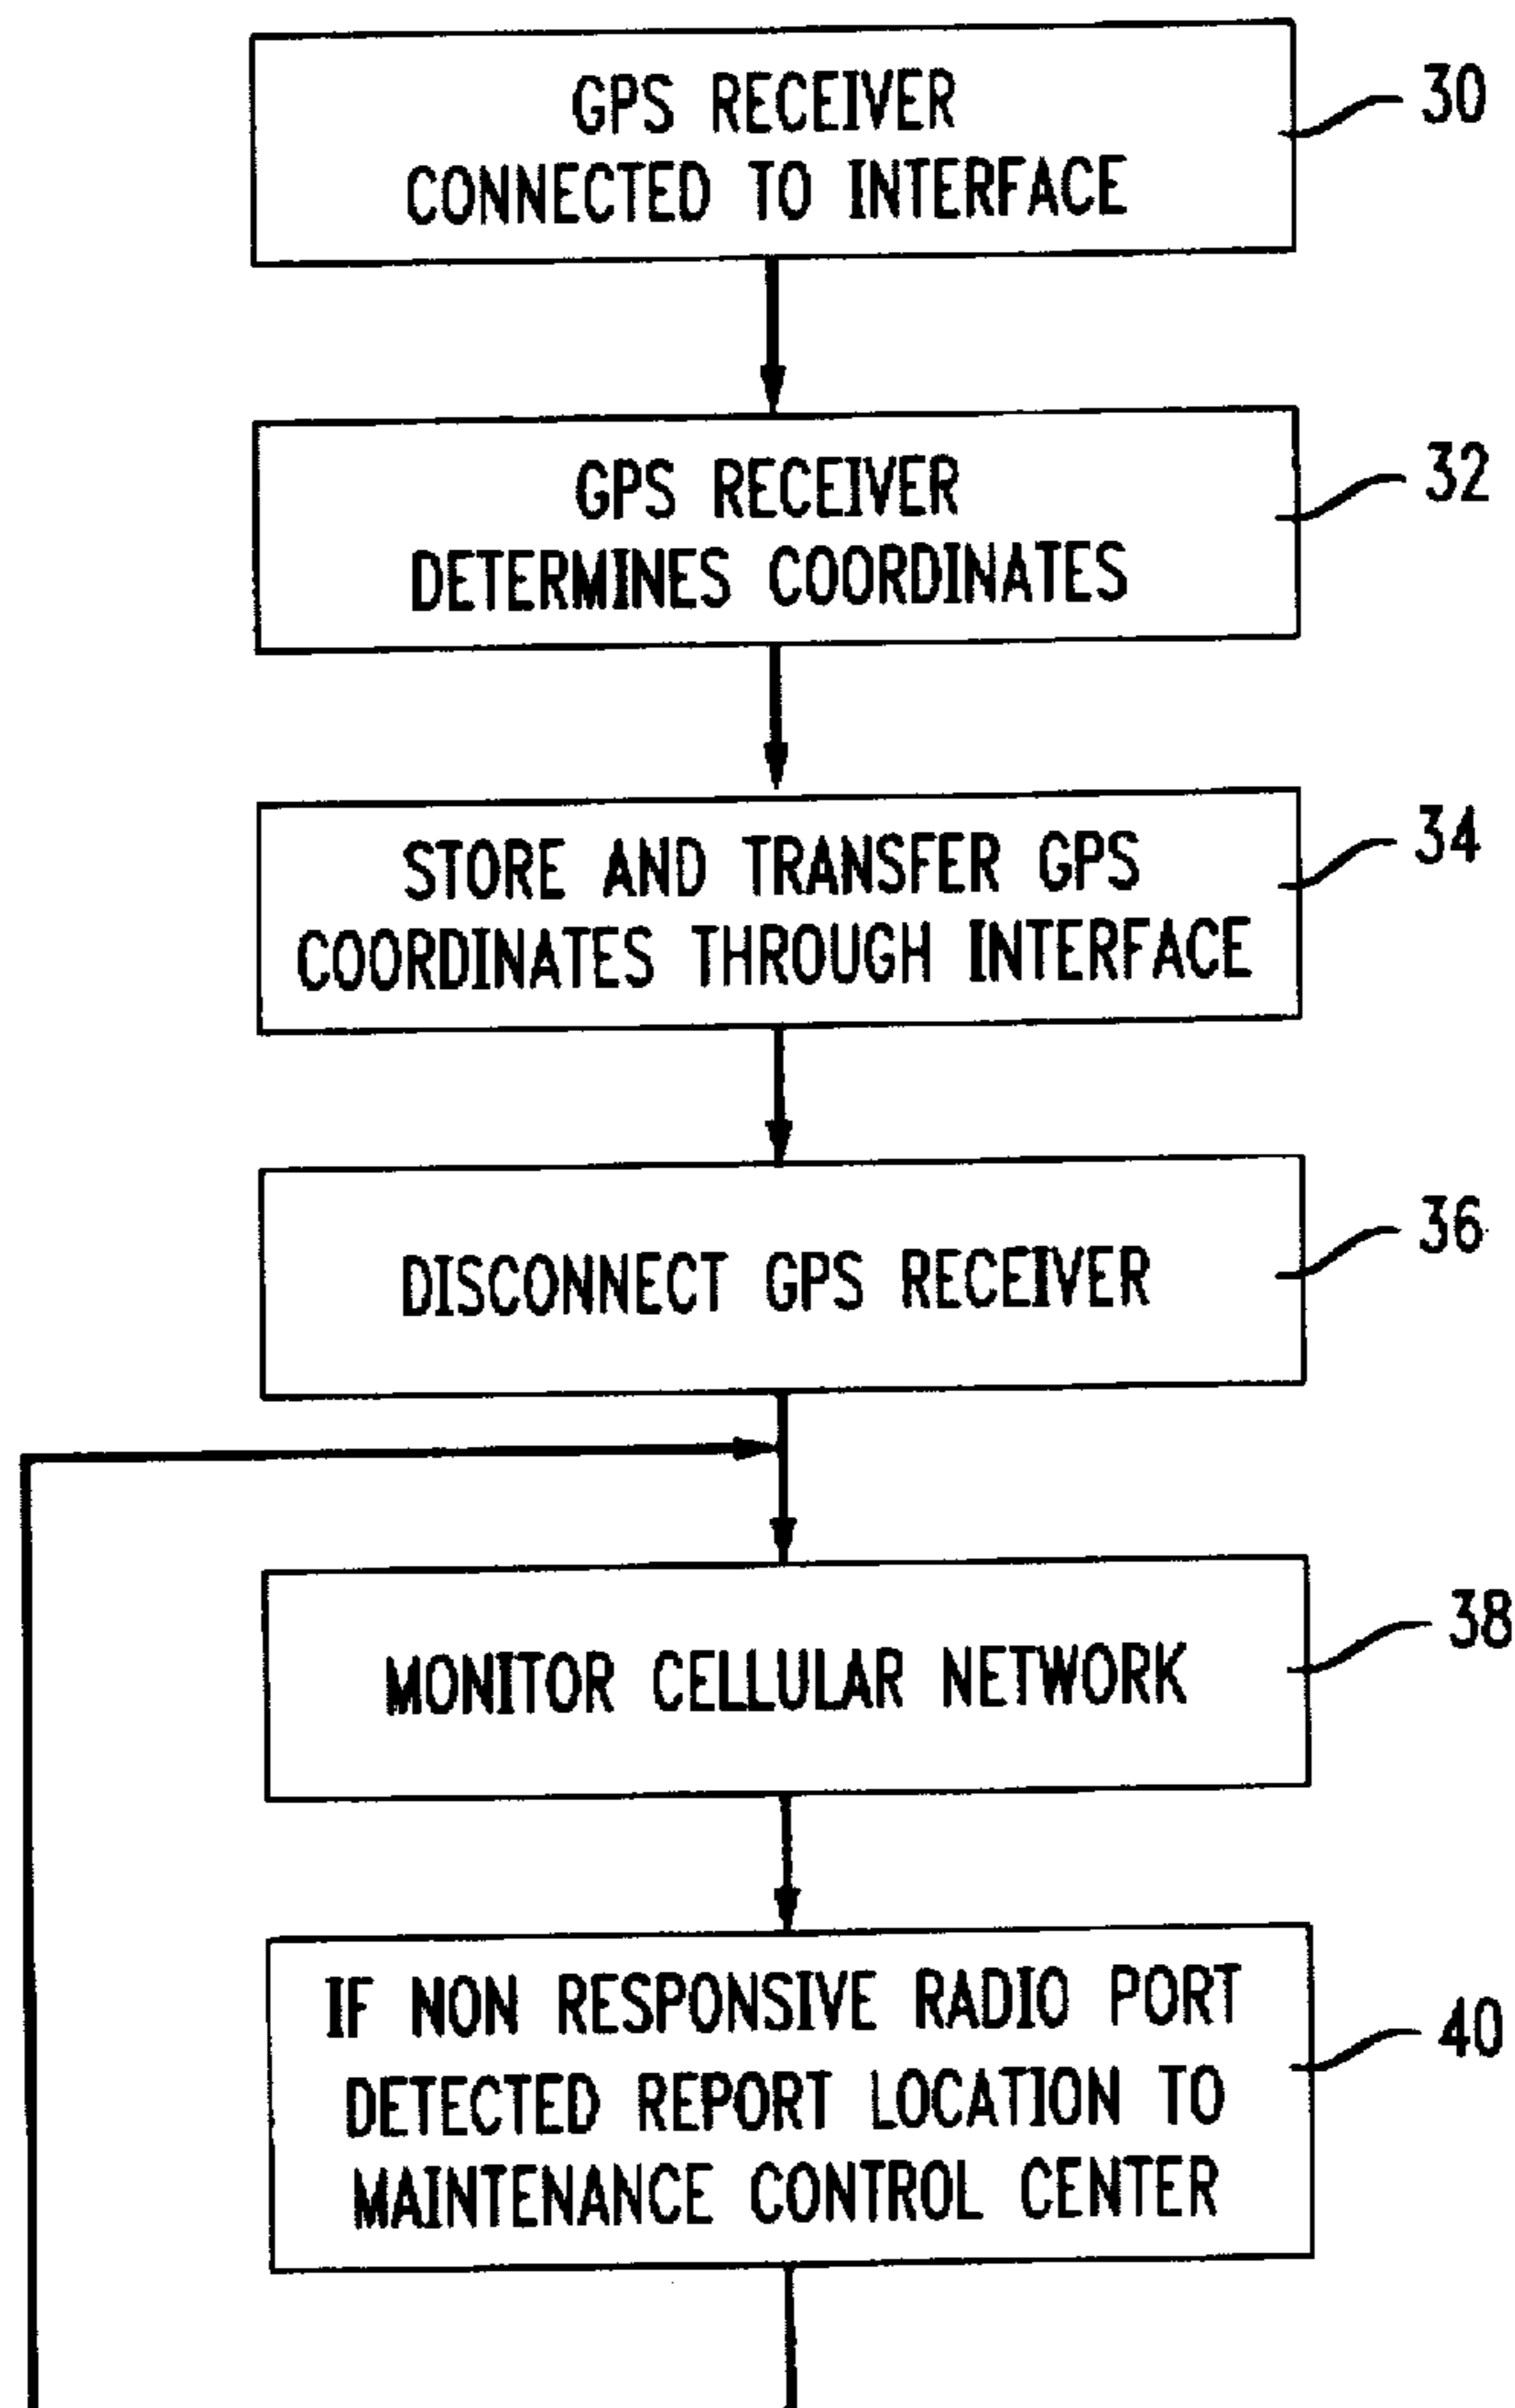 GPS RECEIVER
CONNECTED TO INTERFACE
30
GPS RECEIVER
DETERMINES COORDINATES
32
STORE AND TRANSFER GPS
COORDINATES THROUGH INTERFACE
34
DISCONNECT GPS RECEIVER
36
MONITOR CELLULAR NETWORK
38
IF NON RESPONSIVE RADIO PORT
DETECTED REPORT LOCATION TO
MAINTENANCE CONTROL CENTER
40